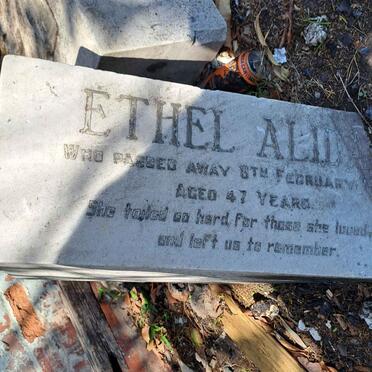 ETHEL ALID
WHO PASSED AWAY 8TH FEBRUARY
AGED 47 YEARS
She toiled so hard for those she loved
and left us to remember.